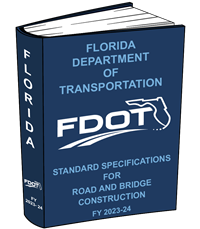 FLORIDA
DEPARTMENT
OF
TRANSPORTATION
FDOT
STANDARD SPECIFICATIONS
FOR
ROAD AND BRIDGE
CONSTRUCTION
FY 2023-24
FLORIDA
FDOT
FY
2023-24